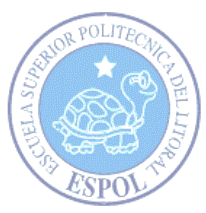 ESCUELA SUPERIOR POLITECNICA DEL LITORAL
ESPOL